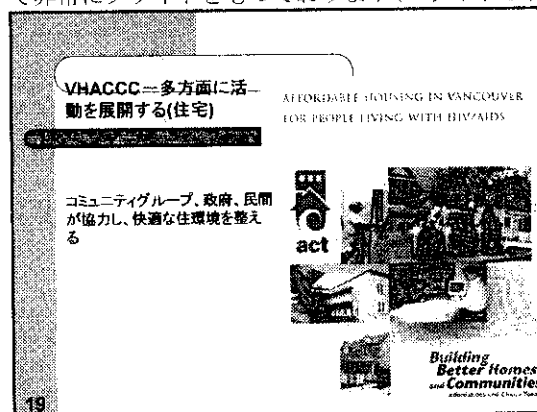 VHACCC＝多方面に活
動を展開する(住宅)
AFFORDABLE HOUSING IN VANCOUVER
FOR PEOPLE LIVING WITH HIV/AIDS
コミュニティグループ、政府、民間
が協力し、快適な住環境を整え
る
act
Building
Better Homes
and Communities
19